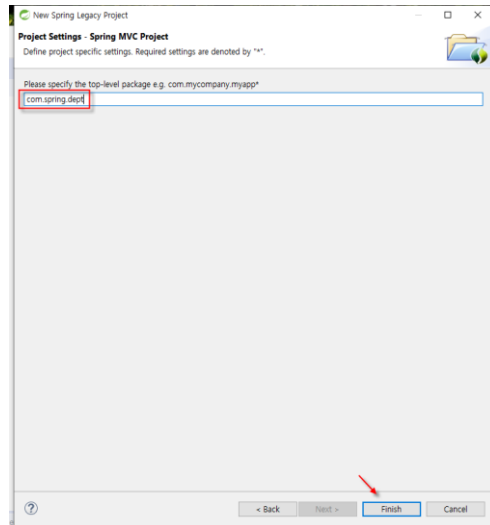 New Spring Legacy Project
Project Settings - Spring MVC Project
Define project specific settings. Required settings are denoted by "*".
Please specify the top-level package e.g. com.mycompany.myapp*
com.spring.dept
< Back Next > Finish Cancel